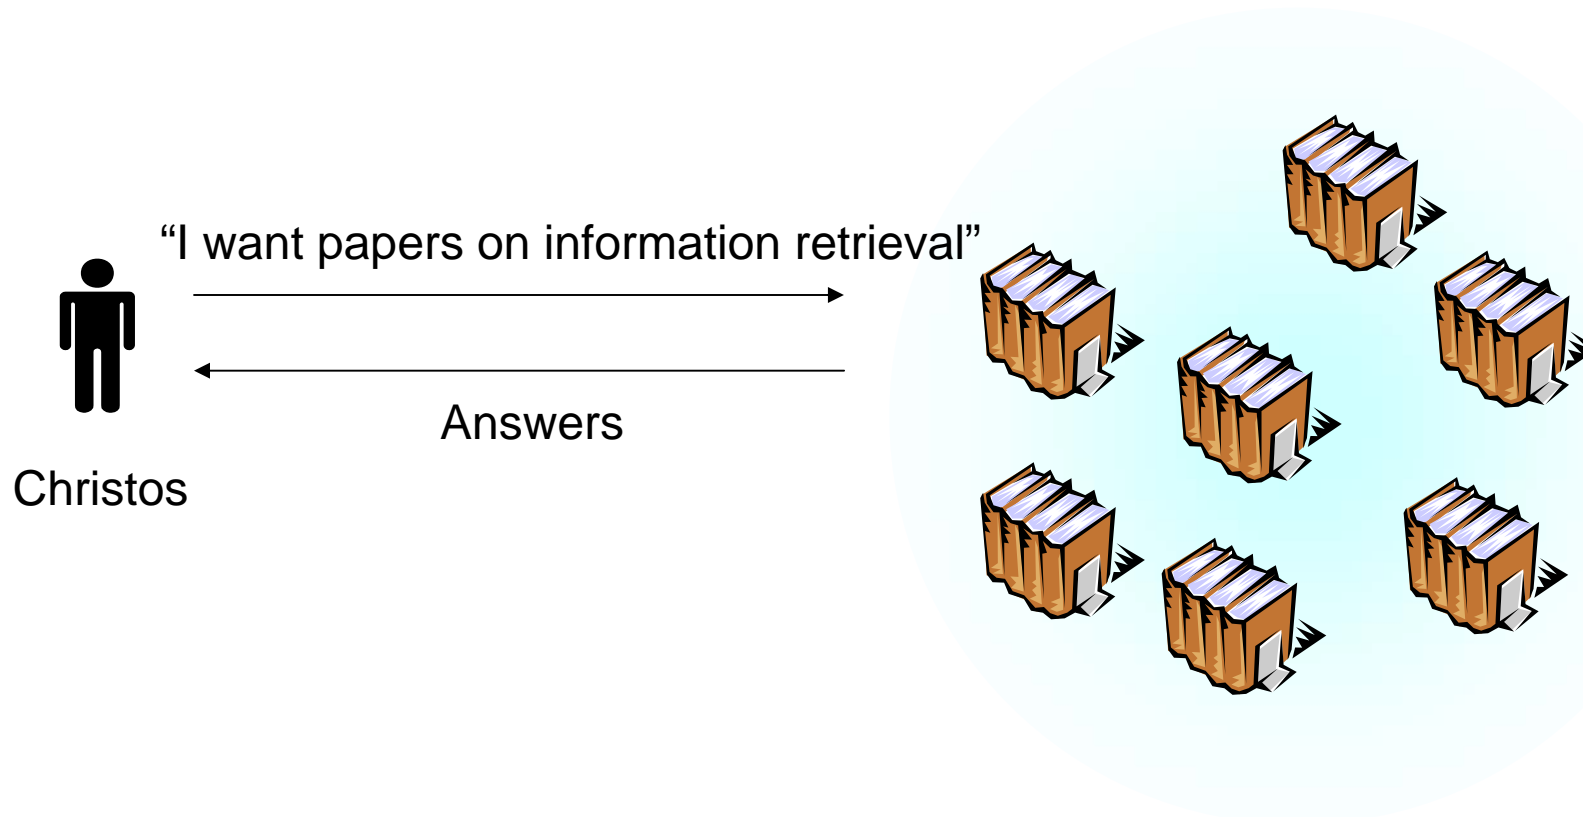 “I want papers on information retrieval”
Answers
Christos